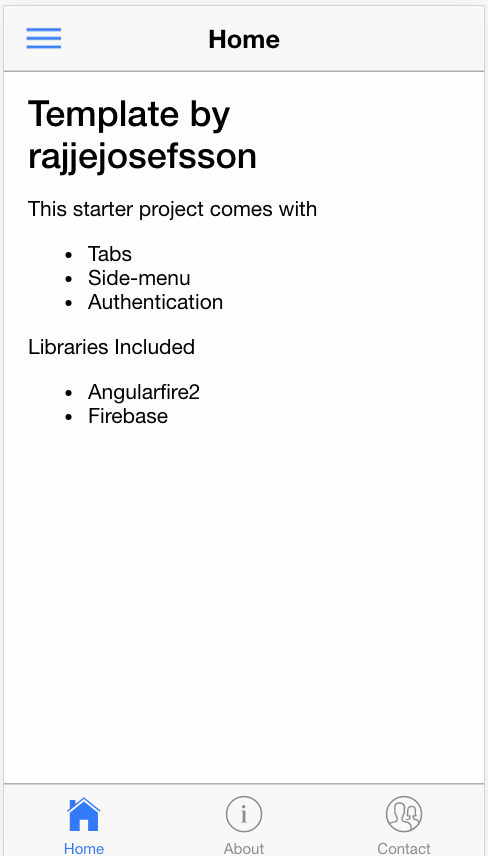 Home
Template by
rajjejosefsson
This starter project comes with
• Tabs
• Side-menu
• Authentication
Libraries Included
• Angularfire2
• Firebase
Home
About
Contact